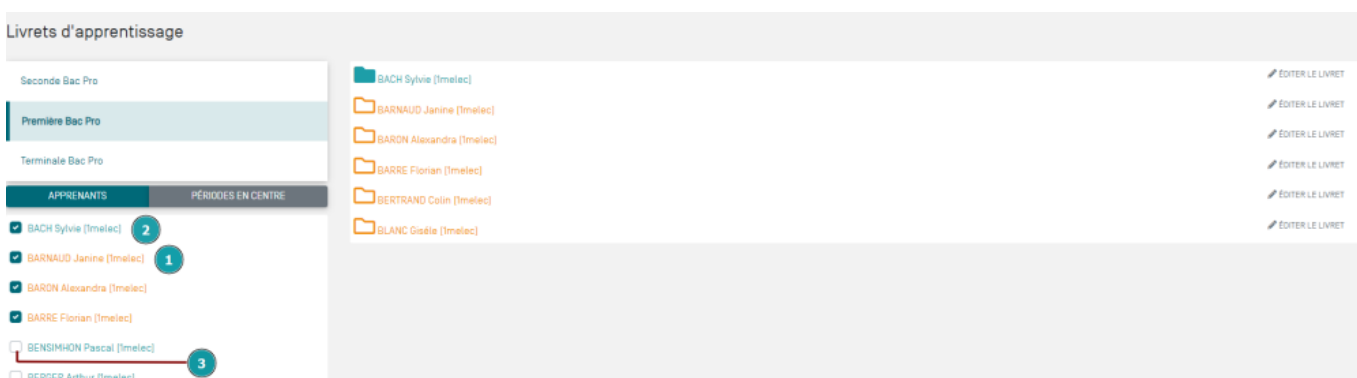 Livrets d'apprentissage
Seconde Bac Pro
Première Bac Pro
Terminale Bac Pro
APPRENANTS
PÉRIODES EN CENTRE
BACH Sylvie [1melec]
2
BARNAUD Janine [1melec]
1
BARON Alexandra [1melec]
BARRE Florian [1melec]
BENSIMHON Pascal [1melec]
3
BERGER Arthur [1melec]
BACH Sylvie [1melec]
ÉDITER LE LIVRET
BARNAUD Janine [1melec]
ÉDITER LE LIVRET
BARON Alexandra [1melec]
ÉDITER LE LIVRET
BARRE Florian [1melec]
ÉDITER LE LIVRET
BERTRAND Colin [1melec]
ÉDITER LE LIVRET
BLANC Gisèle [1melec]
ÉDITER LE LIVRET